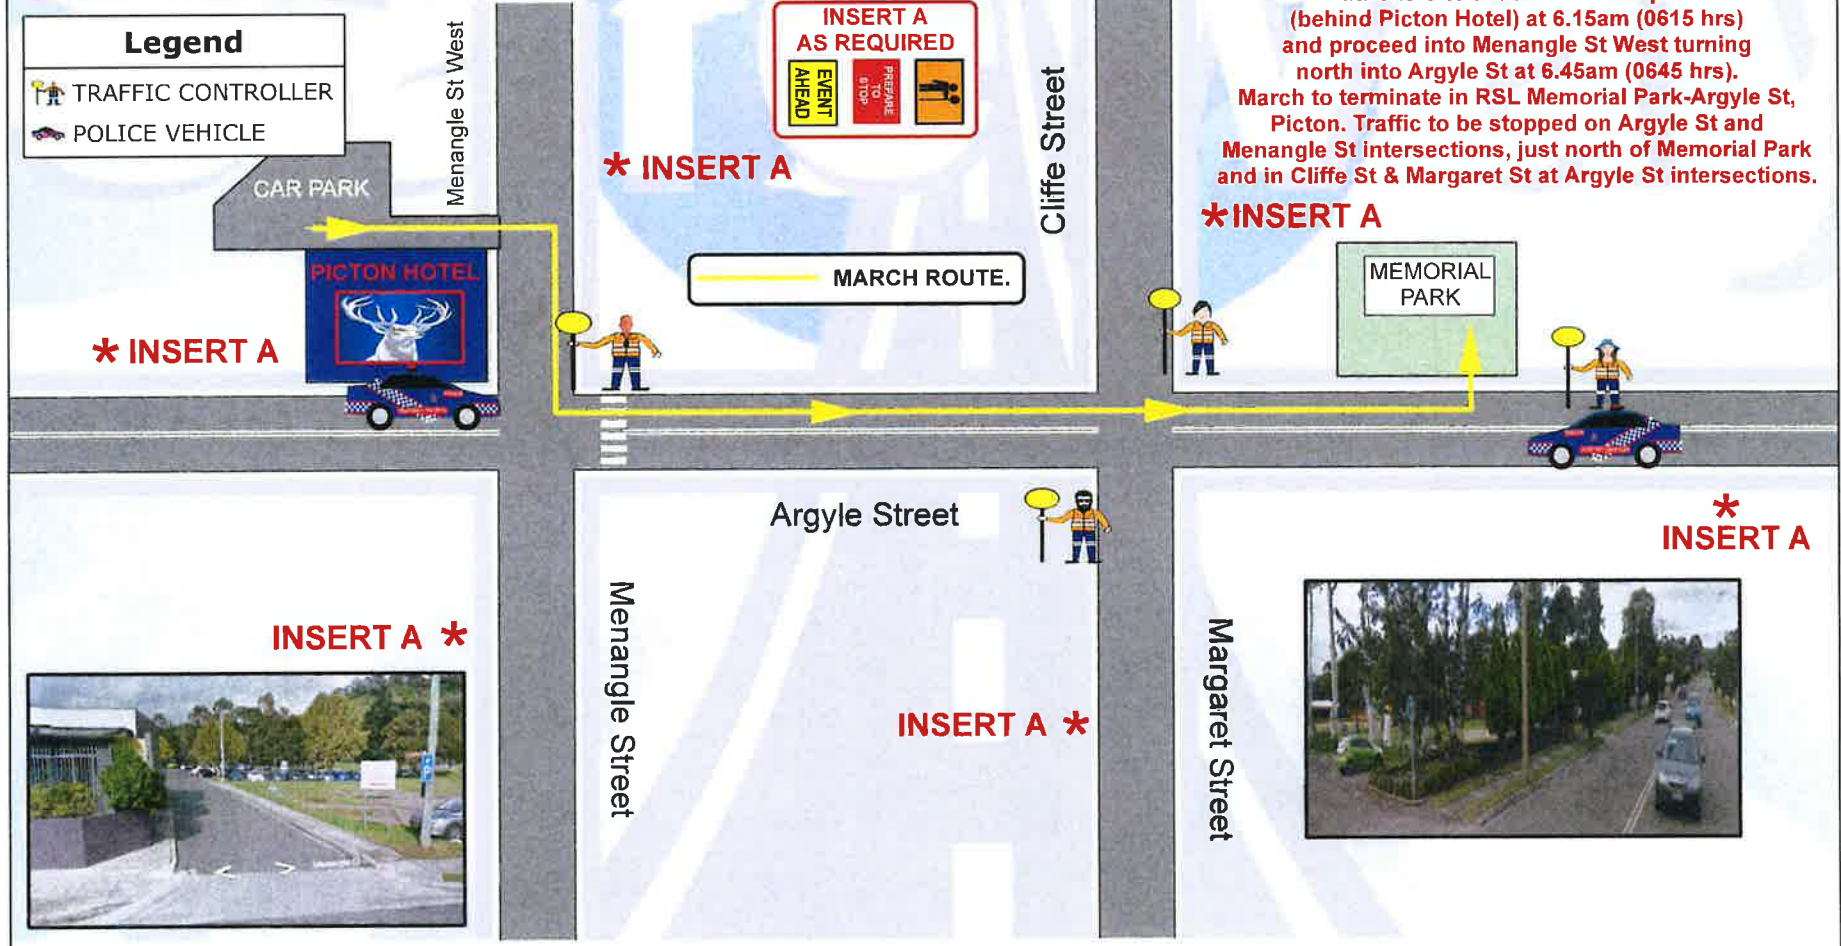 Legend
TRAFFIC CONTROLLER
POLICE VEHICLE
Menangle St West
INSERT A
AS REQUIRED
EVENT
AHEAD
PREPARE
TO
STOP
Cliffe Street
(behind Picton Hotel) at 6.15am (0615 hrs)
and proceed into Menangle St West turning
north into Argyle St at 6.45am (0645 hrs).
March to terminate in RSL Memorial Park-Argyle St,
Picton. Traffic to be stopped on Argyle St and
Menangle St intersections, just north of Memorial Park
and in Cliffe St & Margaret St at Argyle St intersections.
* INSERT A
*INSERT A
CAR PARK
PICTON HOTEL
MARCH ROUTE.
MEMORIAL
PARK
* INSERT A
Argyle Street
*
INSERT A
INSERT A *
Menangle Street
INSERT A *
Margaret Street